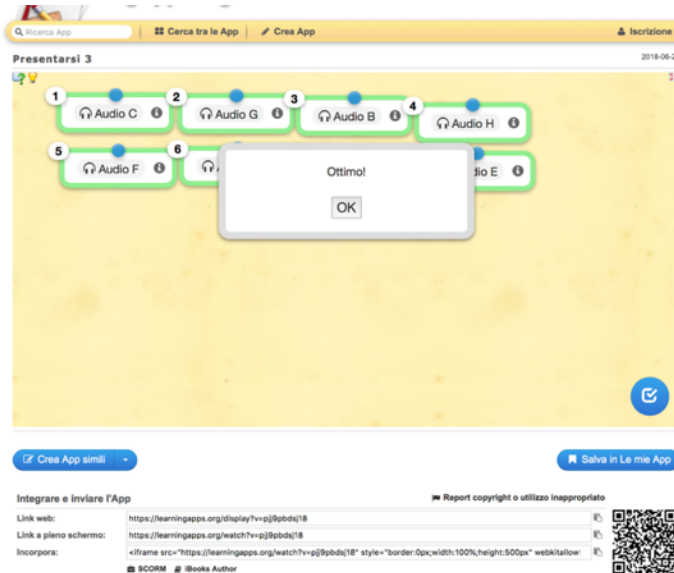 Ricerca App
Cerca tra le App
Crea App
Iscrizione
Presentarsi 3
2018-06-2
1
2
3
4
Audio C
Audio G
Audio B
Audio H
5
6
Audio F
dio E
Ottimo!
OK
Crea App simili
Salva in Le mie App
Integrare e inviare l'App
Report copyright o utilizzo inappropriato
Link web:
https://learningapps.org/display?v=pjj9pbdsj18
Link a pieno schermo:
https://learningapps.org/watch?v=pjj9pbdsj18
Incorpora:
<iframe src="https://learningapps.org/watch?v=pjj9pbdsj18" style="border:0px;width:100%;height:500px" webkitallow
SCORM
iBooks Author